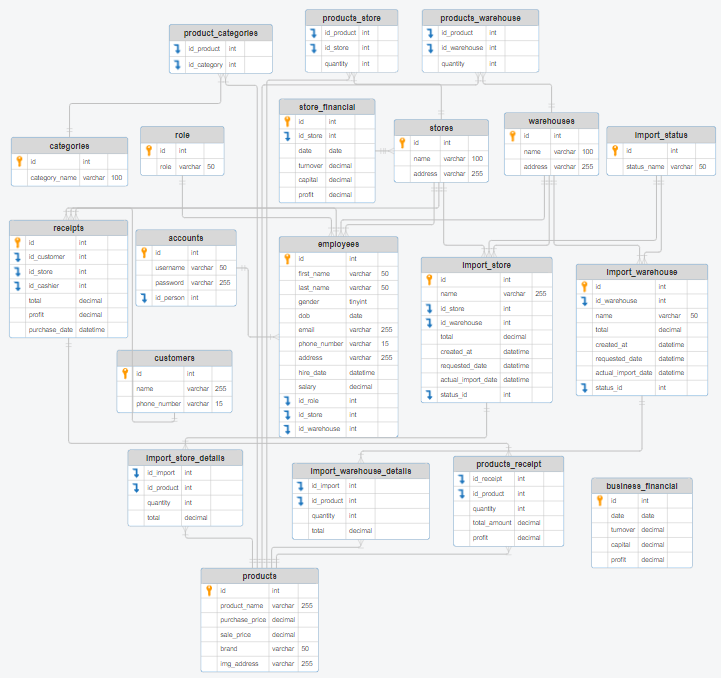 product_categories
id_product int
id_category int
products_store
id_product int
id_store int
quantity int
products_warehouse
id_product int
id_warehouse int
quantity int
store_financial
id int
id_store int
date date
turnover decimal
capital decimal
profit decimal
stores
id int
name varchar 100
address varchar 255
warehouses
id int
name varchar 100
address varchar 255
import_status
id int
status_name varchar 50
role
id int
role varchar 50
categories
id int
category_name varchar 100
receipts
id int
id_customer int
id_store int
id_cashier int
total decimal
profit decimal
purchase_date datetime
accounts
id int
username varchar 50
password varchar 255
id_person int
employees
id int
first_name varchar 50
last_name varchar 50
gender tinyint
dob date
email varchar 255
phone_number varchar 15
address varchar 255
hire_date datetime
salary decimal
id_role int
id_store int
id_warehouse int
import_store
id int
name varchar 255
id_store int
id_warehouse int
total decimal
created_at datetime
requested_date datetime
actual_import_date datetime
status_id int
import_warehouse
id int
id_warehouse int
name varchar 50
total decimal
created_at datetime
requested_date datetime
actual_import_date datetime
status_id int
customers
id int
name varchar 255
phone_number varchar 15
import_store_details
id_import int
id_product int
quantity int
total decimal
import_warehouse_details
id_import int
id_product int
quantity int
total decimal
products_receipt
id_receipt int
id_product int
quantity int
total_amount decimal
profit decimal
business_financial
id int
date date
turnover decimal
capital decimal
profit decimal
products
id int
product_name varchar 255
purchase_price decimal
sale_price decimal
brand varchar 50
img_address varchar 255